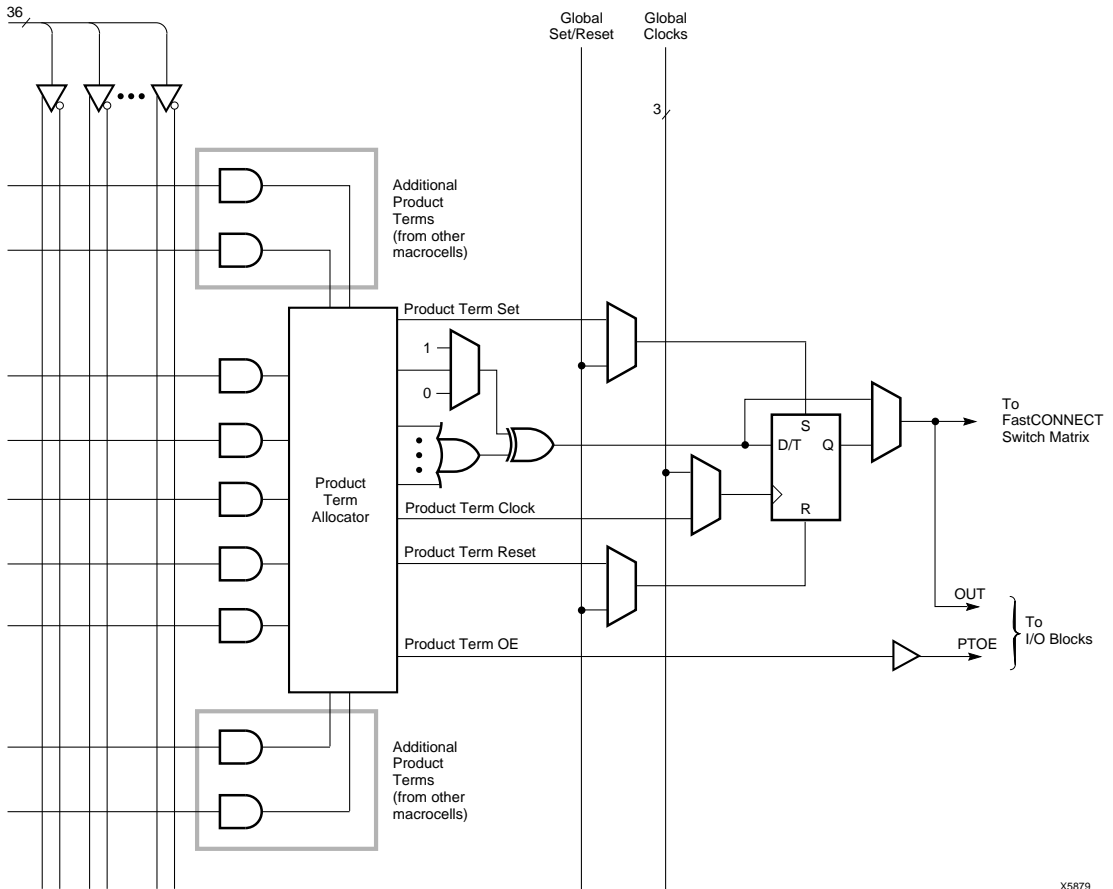 36
Global
Set/Reset
Global
Clocks
3
Additional
Product
Terms
(from other
macrocells)
Product Term Set
1
0
Product
Term
Allocator
Product Term Clock
Product Term Reset
Product Term OE
S
D/T Q
R
To
FastCONNECT
Switch Matrix
OUT
PTOE
To
I/O Blocks
Additional
Product
Terms
(from other
macrocells)
X5879